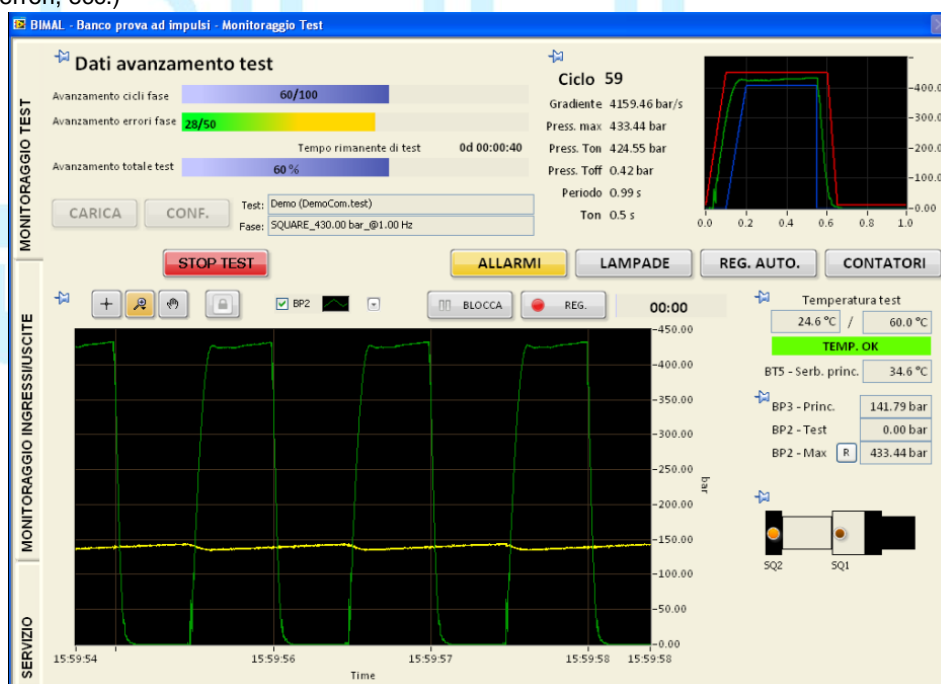 errori, ecc.)
BIMAL - Banco prova ad impulsi - Monitoraggio Test
MONITORAGGIO TEST
MONITORAGGIO INGRESSI/USCITE
SERVIZIO
Dati avanzamento test
Avanzamento cicli fase 60/100
Avanzamento errori fase 28/50
Tempo rimanente di test 0d 00:00:40
Avanzamento totale test 60 %
CARICA CONF.
Test: Demo (DemoCom.test)
Fase: SQUARE_430.00 bar_@1.00 Hz
Ciclo 59
Gradiente 4159.46 bar/s
Press. max 433.44 bar
Press. Ton 424.55 bar
Press. Toff 0.42 bar
Periodo 0.99 s
Ton 0.5 s
-400.0
-300.0
-200.0
-100.0
-0.00
0.0 0.2 0.4 0.6 0.8 1.0
STOP TEST ALLARMI LAMPADE REG. AUTO. CONTATORI
BP2 BLOCCA REG. 00:00
-450.00
-400.00
-350.00
-300.00
-250.00
-200.00
-150.00
-100.00
-50.00
-0.00
bar
15:59:54 15:59:56 15:59:57 15:59:58 15:59:58
Time
Temperatura test
24.6 °C / 60.0 °C
TEMP. OK
BT5 - Serb. princ. 34.6 °C
BP3 - Princ. 141.79 bar
BP2 - Test 0.00 bar
BP2 - Max R 433.44 bar
SQ2 SQ1